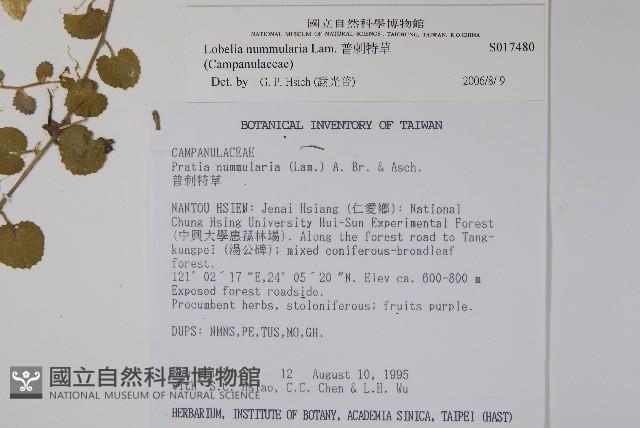 國立自然科學博物館
NATIONAL MUSEUM OF NATURAL SCIENCE, TAICHUNG, TAIWAN, R.O.CHINA
Lobelia nummularia Lam. 普刺特草 S017480
(Campanulaceae)
Det. by G. P. Hsieh (謝光普) 2006/8/9
BOTANICAL INVENTORY OF TAIWAN
CAMPANULACEAE
Pratia nummularia (Lam.) A. Br. & Asch.
普刺特草
NANTOU HSIEN: Jenai Hsiang (仁愛鄉): National
Chung Hsing University Hui-Sun Experimental Forest
(中興大學惠蓀林場). Along the forest road to Tang-
kungpei (湯公碑); mixed coniferous-broadleaf
forest.
121° 02´ 17 ˝E, 24° 05´ 20 ˝N. Elev ca. 600-800 m
Exposed forest roadside.
Procumbent herbs, stoloniferous; fruits purple.
DUPS: NMNS,PE,TUS,MO,GH.
12 August 10, 1995
with S.C. Hsiao, C.C. Chen & L.H. Wu
國立自然科學博物館
NATIONAL MUSEUM OF NATURAL SCIENCE
HERBARIUM, INSTITUTE OF BOTANY, ACADEMIA SINICA, TAIPEI (HAST)